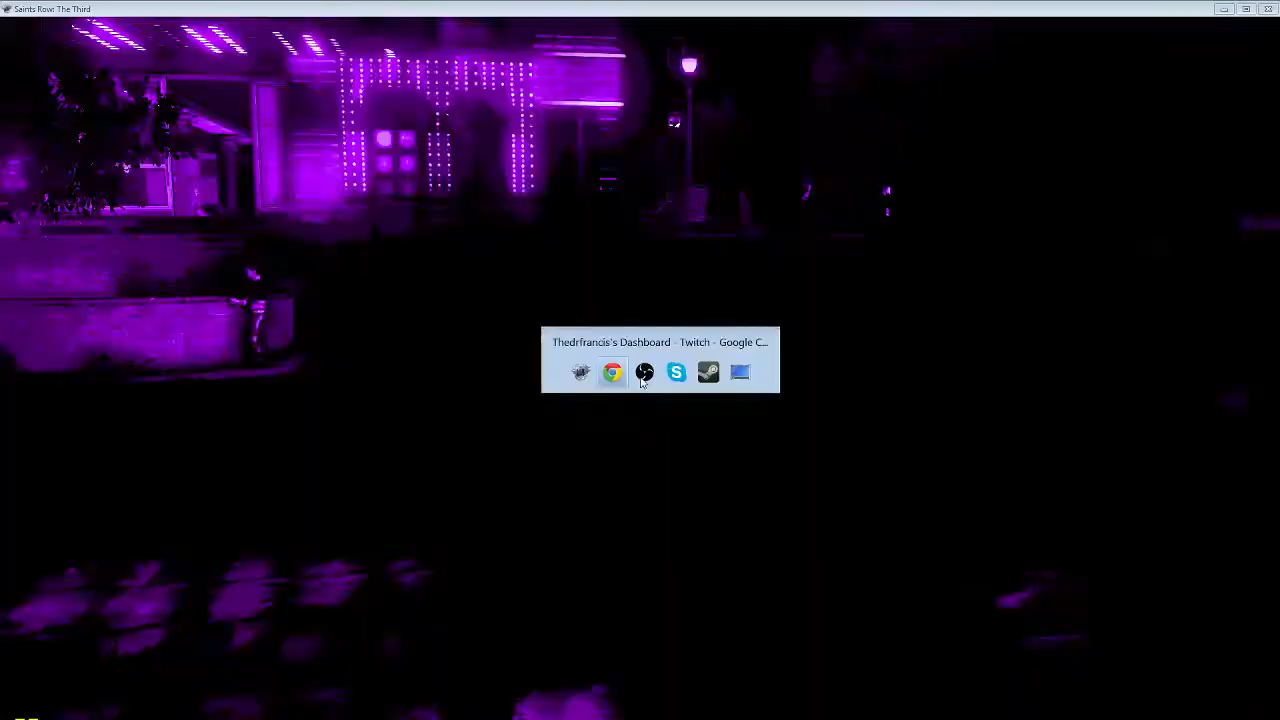 Saints Row: The Third
Thedrfrancis's Dashboard - Twitch - Google C...